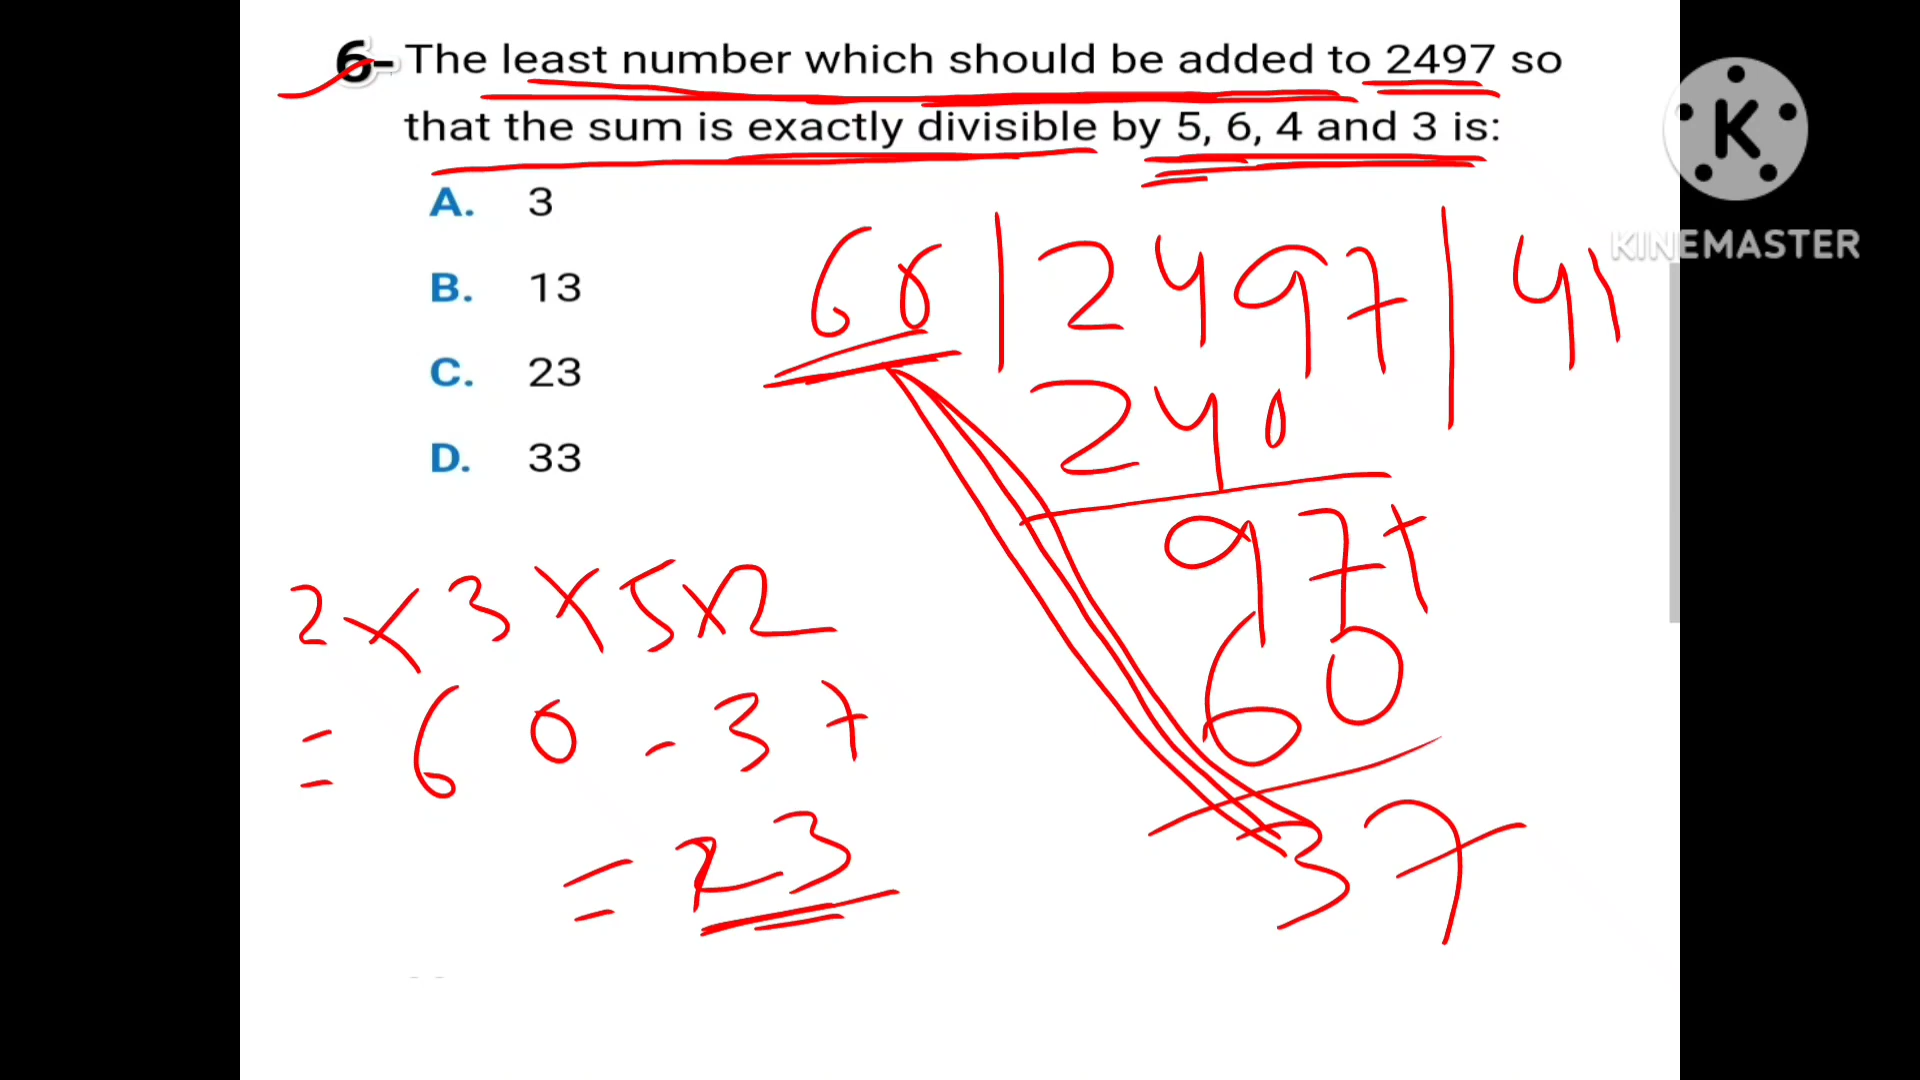 6- The least number which should be added to 2497 so
that the sum is exactly divisible by 5, 6, 4 and 3 is:
A. 3
B. 13
C. 23
D. 33
K
KINEMASTER
60 | 2497 | 41
240
97
60
37
2 × 3 × 5 × 2
= 60 - 37
= 23